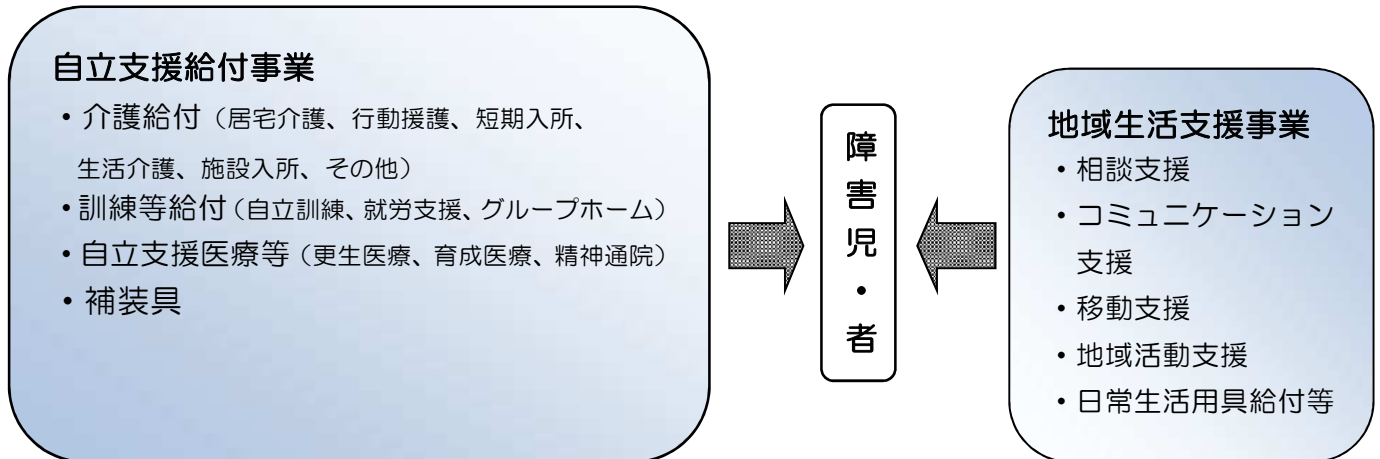 自立支援給付事業
・介護給付（居宅介護、行動援護、短期入所、
生活介護、施設入所、その他）
・訓練等給付（自立訓練、就労支援、グループホーム）
・自立支援医療等（更生医療、育成医療、精神通院）
・補装具
障害児・者
地域生活支援事業
・相談支援
・コミュニケーション
支援
・移動支援
・地域活動支援
・日常生活用具給付等